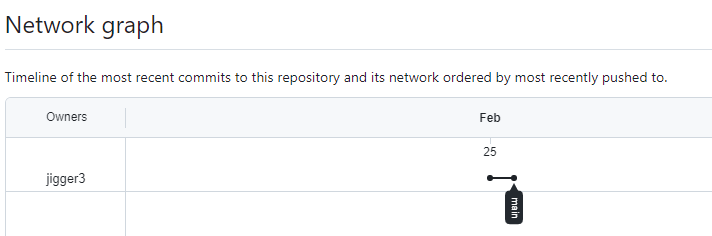 Network graph
Timeline of the most recent commits to this repository and its network ordered by most recently pushed to.
Owners
Feb
25
jigger3
main